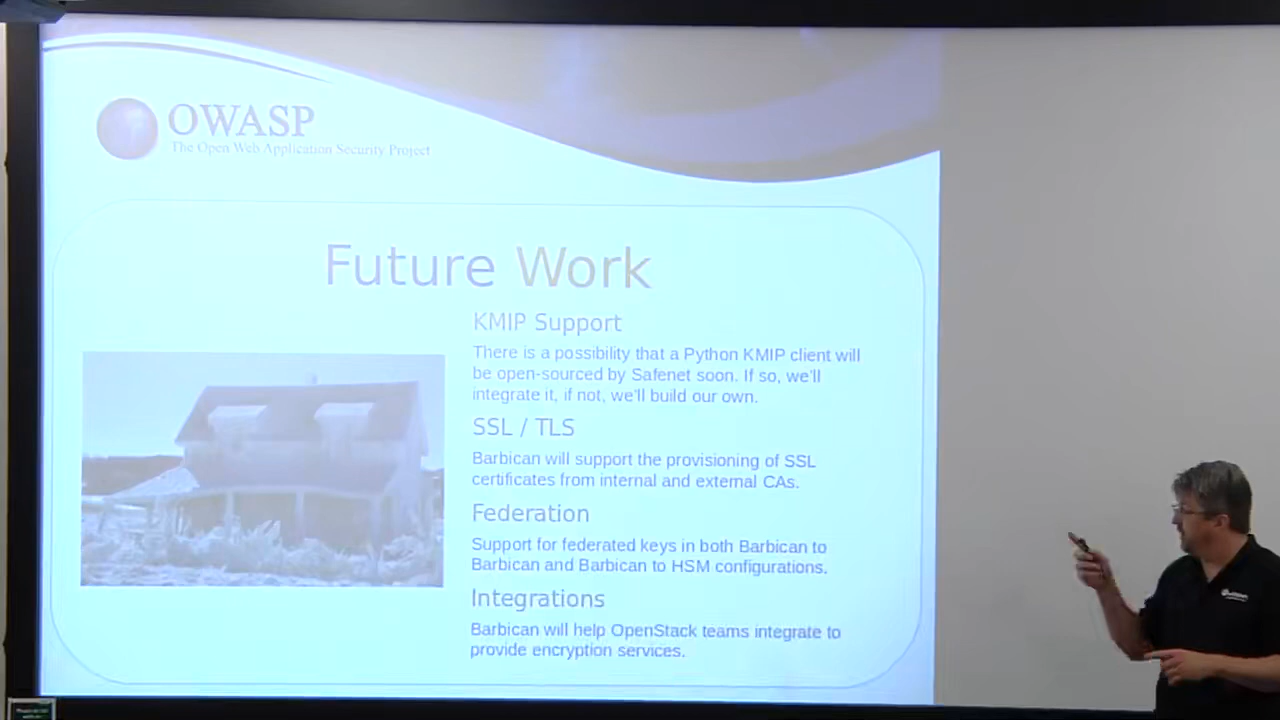 OWASP
The Open Web Application Security Project
Future Work
KMIP Support
There is a possibility that a Python KMIP client will
be open-sourced by Safenet soon. If so, we'll
integrate it, if not, we'll build our own.
SSL / TLS
Barbican will support the provisioning of SSL
certificates from internal and external CAs.
Federation
Support for federated keys in both Barbican to
Barbican and Barbican to HSM configurations.
Integrations
Barbican will help OpenStack teams integrate to
provide encryption services.